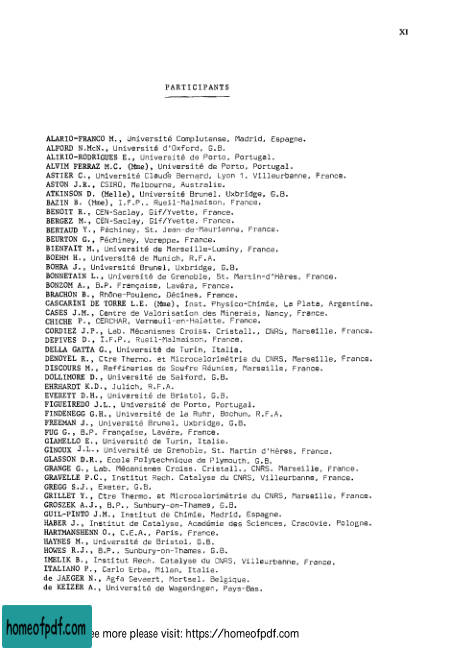 XI
PARTICIPANTS
ALARIO-FRANCO M., Université Complutense, Madrid, Espagne.
ALFORD N.McN., Université d'Oxford, G.B.
ALIRIO-RODRIGUES E., Université de Porto, Portugal.
ALVIM FERRAZ M.C. (Mme), Université de Porto, Portugal.
ASTIER C., Université Claude Bernard, Lyon 1, Villeurbanne, France.
ASTON J.R., CSIRO, Melbourne, Australie.
ATKINSON D. (Melle), Université Brunel, Uxbridge, G.B.
BAZIN B. (Mme), I.F.P., Rueil-Malmaison, France.
BENOIT R., CEN-Saclay, Gif/Yvette, France.
BERGEZ M., CEN-Saclay, Gif/Yvette, France.
BERTAUD Y., Péchiney, St. Jean-de-Maurienne, France.
BEURTON G., Péchiney, Voreppe, France.
BIENFAIT M., Université de Marseille-Luminy, France.
BOEHM H., Université de Munich, R.F.A.
BOHRA J., Université Brunel, Uxbridge, G.B.
BONNETAIN L., Université de Grenoble, St. Martin-d'Hères, France.
BONZOM A., B.P. Française, Lavéra, France.
BRACHON B., Rhône-Poulenc, Décines, France.
CASCARINI DE TORRE L.E. (Mme), Inst. Physico-Chimie, La Plata, Argentine.
CASES J.M., Centre de Valorisation des Minerais, Nancy, France.
CHICHE P., CERCHAR, Verneuil-en-Halatte, France.
CORDIEZ J.P., Lab. Mécanismes Croiss. Cristall., CNRS, Marseille, France.
DEFIVES D., I.F.P., Rueil-Malmaison, France.
DELLA GATTA G., Université de Turin, Italie.
DENOYEL R., Ctre Thermo. et Microcalorimétrie du CNRS, Marseille, France.
DISCOURS M., Raffineries de Soufre Réunies, Marseille, France.
DOLLIMORE D., Université de Salford, G.B.
EHRHARDT K.D., Julich, R.F.A.
EVERETT D.H., Université de Bristol, G.B.
FIGUEIREDO J.L., Université de Porto, Portugal.
FINDENEGG G.H., Université de la Ruhr, Bochum, R.F.A.
FREEMAN J., Université Brunel, Uxbridge, G.B.
FUG G., B.P. Française, Lavéra, France.
GIAMELLO E., Université de Turin, Italie.
GINOUX J.L., Université de Grenoble, St. Martin d'Hères, France.
GLASSON D.R., Ecole Polytechnique de Plymouth, G.B.
GRANGE G., Lab. Mécanismes Croiss. Cristall., CNRS, Marseille, France.
GRAVELLE P.C., Institut Rech. Catalyse du CNRS, Villeurbanne, France.
GREGG S.J., Exeter, G.B.
GRILLET Y., Ctre Thermo. et Microcalorimétrie du CNRS, Marseille, France.
GROSZEK A.J., B.P., Sunbury-on-Thames, G.B.
GUIL-PINTO J.M., Institut de Chimie, Madrid, Espagne.
HABER J., Institut de Catalyse, Académie des Sciences, Cracovie, Pologne.
HARTMANSHENN O., C.E.A., Paris, France.
HAYNES M., Université de Bristol, G.B.
HOWES R.J., B.P., Sunbury-on-Thames, G.B.
IMELIK B., Institut Rech. Catalyse du CNRS, Villeurbanne, France.
ITALIANO P., Carlo Erba, Milan, Italie.
de JAEGER N., Agfa Gevaert, Mortsel, Belgique.
de KEIZER A., Université de Wageningen, Pays-Bas.
homeofpdf.com
ee more please visit: https://homeofpdf.com